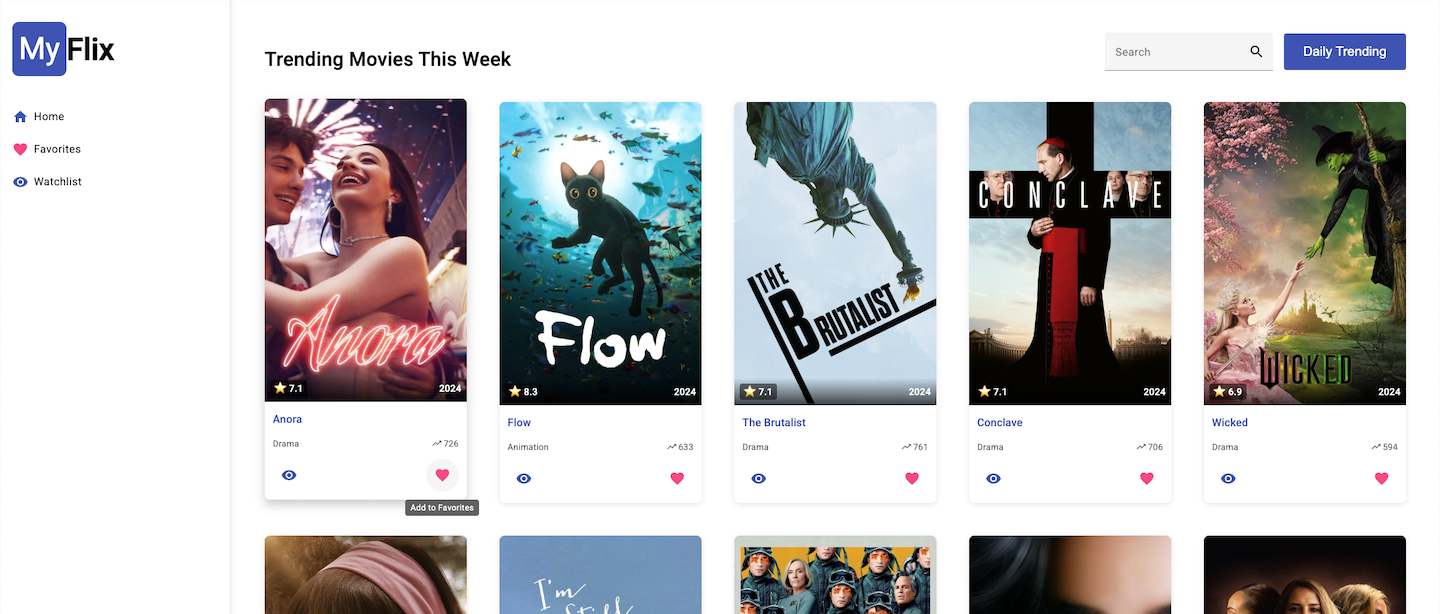 MyFlix
Home
Favorites
Watchlist
Trending Movies This Week
Search
Daily Trending
Anora
7.1
2024
Anora
Drama
726
Add to Favorites
Flow
8.3
2024
Flow
Animation
633
THE
BRUTALIST
7.1
2024
The Brutalist
Drama
761
CONCLAVE
7.1
2024
Conclave
Drama
706
WICKED
6.9
2024
Wicked
Drama
594
I'm
Still